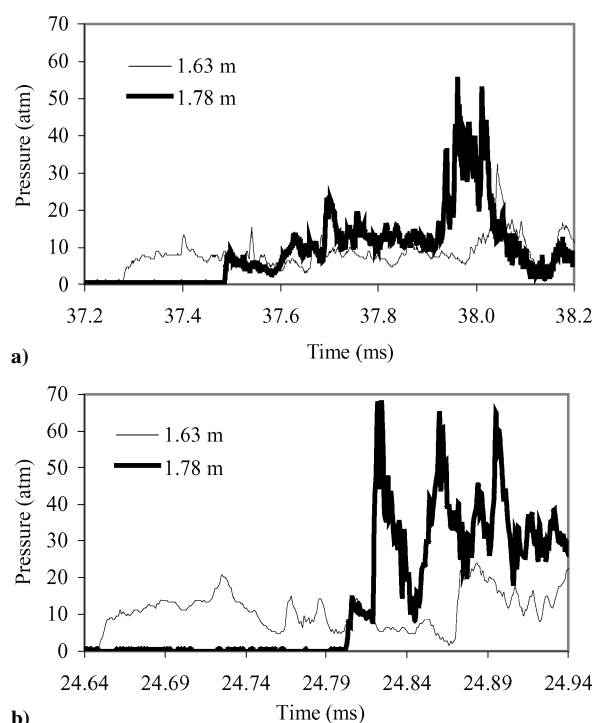 70
60
50
40
30
20
10
0
Pressure (atm)
1.63 m
1.78 m
37.2 37.4 37.6 37.8 38.0 38.2
Time (ms)
a)
70
60
50
40
30
20
10
0
Pressure (atm)
1.63 m
1.78 m
24.64 24.69 24.74 24.79 24.84 24.89 24.94
Time (ms)
b)